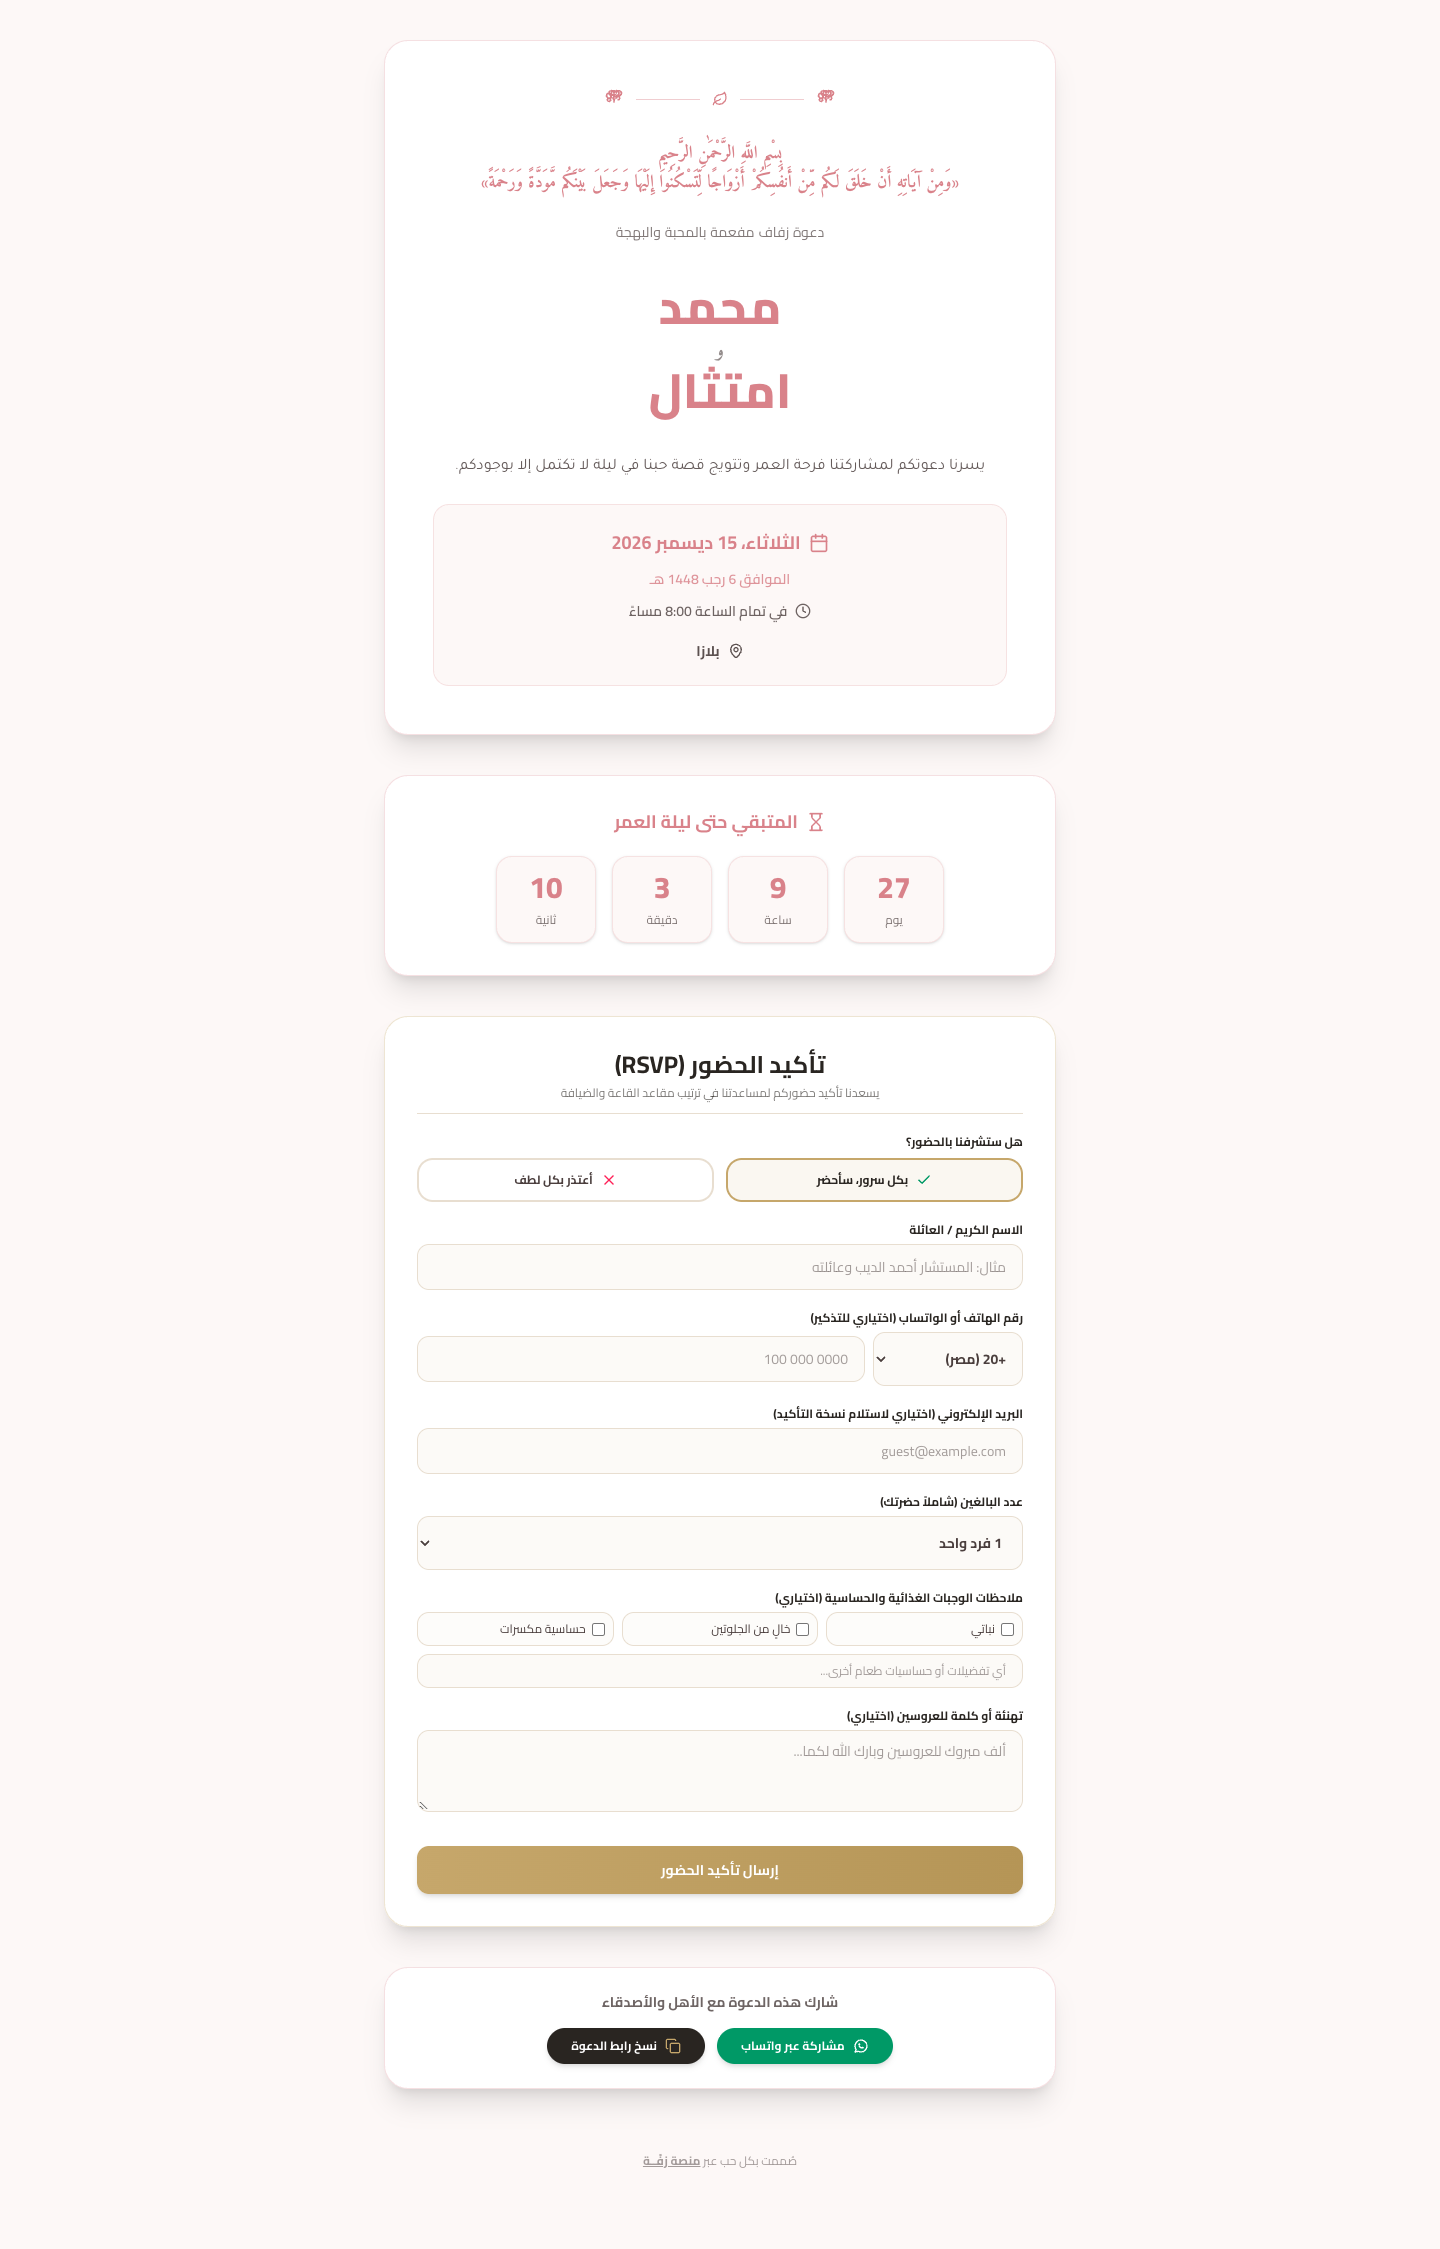 بِسْمِ اللَّهِ الرَّحْمَٰنِ الرَّحِيمِ
«وَمِنْ آيَاتِهِ أَنْ خَلَقَ لَكُم مِّنْ أَنفُسِكُمْ أَزْوَاجًا لِّتَسْكُنُوا إِلَيْهَا وَجَعَلَ بَيْنَكُم مَّوَدَّةً وَرَحْمَةً»
دعوة زفاف مفعمة بالمحبة والبهجة
محمد
و
امتثال
يسرنا دعوتكم لمشاركتنا فرحة العمر وتتويج قصة حبنا في ليلة لا تكتمل إلا بوجودكم.
الثلاثاء، 15 ديسمبر 2026
الموافق 6 رجب 1448 هـ
في تمام الساعة 8:00 مساءً
بلازا
المتبقي حتى ليلة العمر
27 9 3 10
يوم ساعة دقيقة ثانية
تأكيد الحضور (RSVP)
يسعدنا تأكيد حضوركم لمساعدتنا في ترتيب مقاعد القاعة والضيافة
هل ستشرفنا بالحضور؟
بكل سرور، سأحضر أعتذر بكل لطف
الاسم الكريم / العائلة
مثال: المستشار أحمد الديب وعائلته
رقم الهاتف أو الواتساب (اختياري للتذكير)
+20 (مصر) 100 000 0000
البريد الإلكتروني (اختياري لاستلام نسخة التأكيد)
guest@example.com
عدد البالغين (شاملاً حضرتك)
1 فرد واحد
ملاحظات الوجبات الغذائية والحساسية (اختياري)
نباتي خالٍ من الجلوتين حساسية مكسرات
أي تفضيلات أو حساسيات طعام أخرى...
تهنئة أو كلمة للعروسين (اختياري)
ألف مبروك للعروسين وبارك الله لكما...
إرسال تأكيد الحضور
شارك هذه الدعوة مع الأهل والأصدقاء
مشاركة عبر واتساب نسخ رابط الدعوة
صُممت بكل حب عبر منصة زفّــة